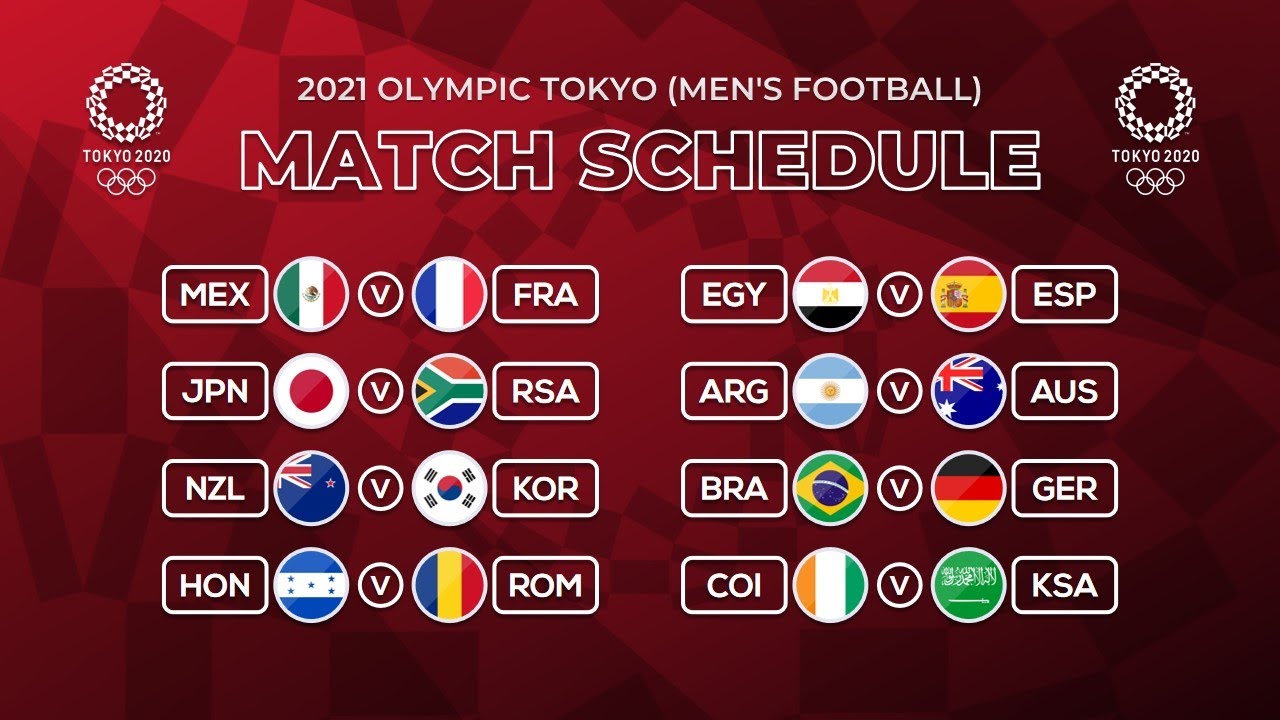 2021 OLYMPIC TOKYO (MEN'S FOOTBALL)
MATCH SCHEDULE
TOKYO 2020
TOKYO 2020
MEX V FRA
JPN V RSA
NZL V KOR
HON V ROM
EGY V ESP
ARG V AUS
BRA V GER
COI V KSA